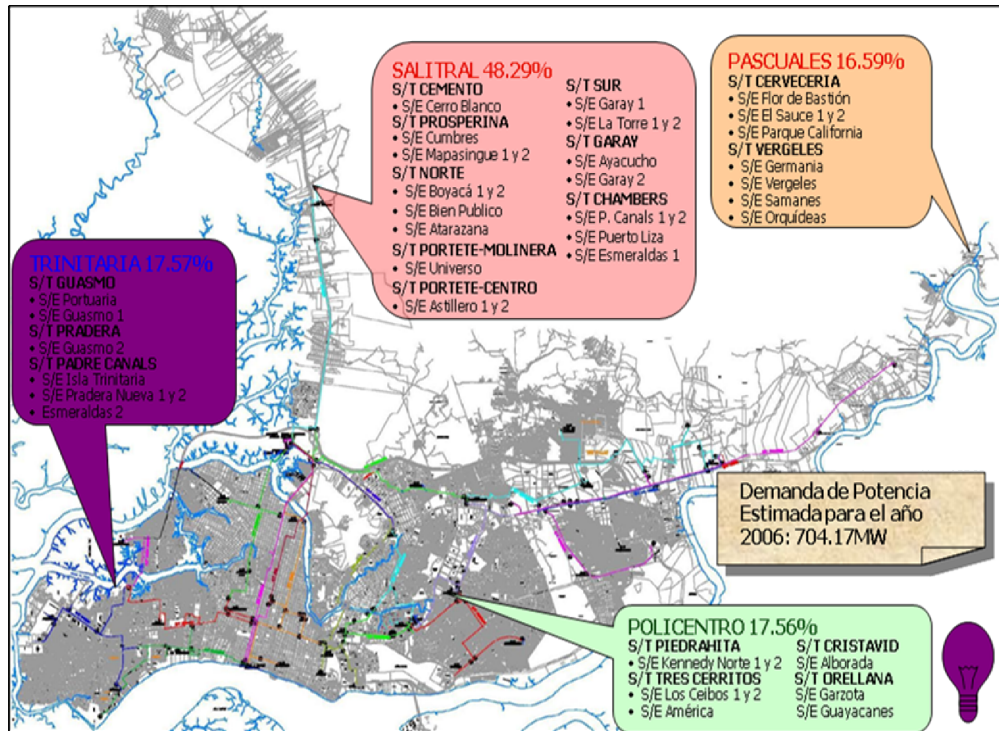 SALITRAL 48.29%
S/T CEMENTO
• S/E Cerro Blanco
S/T PROSPERINA
• S/E Cumbres
• S/E Mapasingue 1 y 2
S/T NORTE
• S/E Boyacá 1 y 2
• S/E Bien Publico
• S/E Atarazana
S/T PORTETE-MOLINERA
• S/E Universo
S/T PORTETE-CENTRO
• S/E Astillero 1 y 2
S/T SUR
• S/E Garay 1
• S/E La Torre 1 y 2
S/T GARAY
• S/E Ayacucho
• S/E Garay 2
S/T CHAMBERS
• S/E P. Canals 1 y 2
• S/E Puerto Liza
• S/E Esmeraldas 1
PASCUALES 16.59%
S/T CERVECERIA
• S/E Flor de Bastión
• S/E El Sauce 1 y 2
• S/E Parque California
S/T VERGELES
• S/E Germania
• S/E Vergeles
• S/E Samanes
• S/E Orquídeas
TRINITARIA 17.57%
S/T GUASMO
• S/E Portuaria
• S/E Guasmo 1
S/T PRADERA
• S/E Guasmo 2
S/T PADRE CANALS
• S/E Isla Trinitaria
• S/E Pradera Nueva 1 y 2
• Esmeraldas 2
Demanda de Potencia
Estimada para el año
2006: 704.17MW
POLICENTRO 17.56%
S/T PIEDRAHITA
• S/E Kennedy Norte 1 y 2
S/T TRES CERRITOS
• S/E Los Ceibos 1 y 2
• S/E América
S/T CRISTAVID
S/E Alborada
S/T ORELLANA
S/E Garzota
S/E Guayacanes